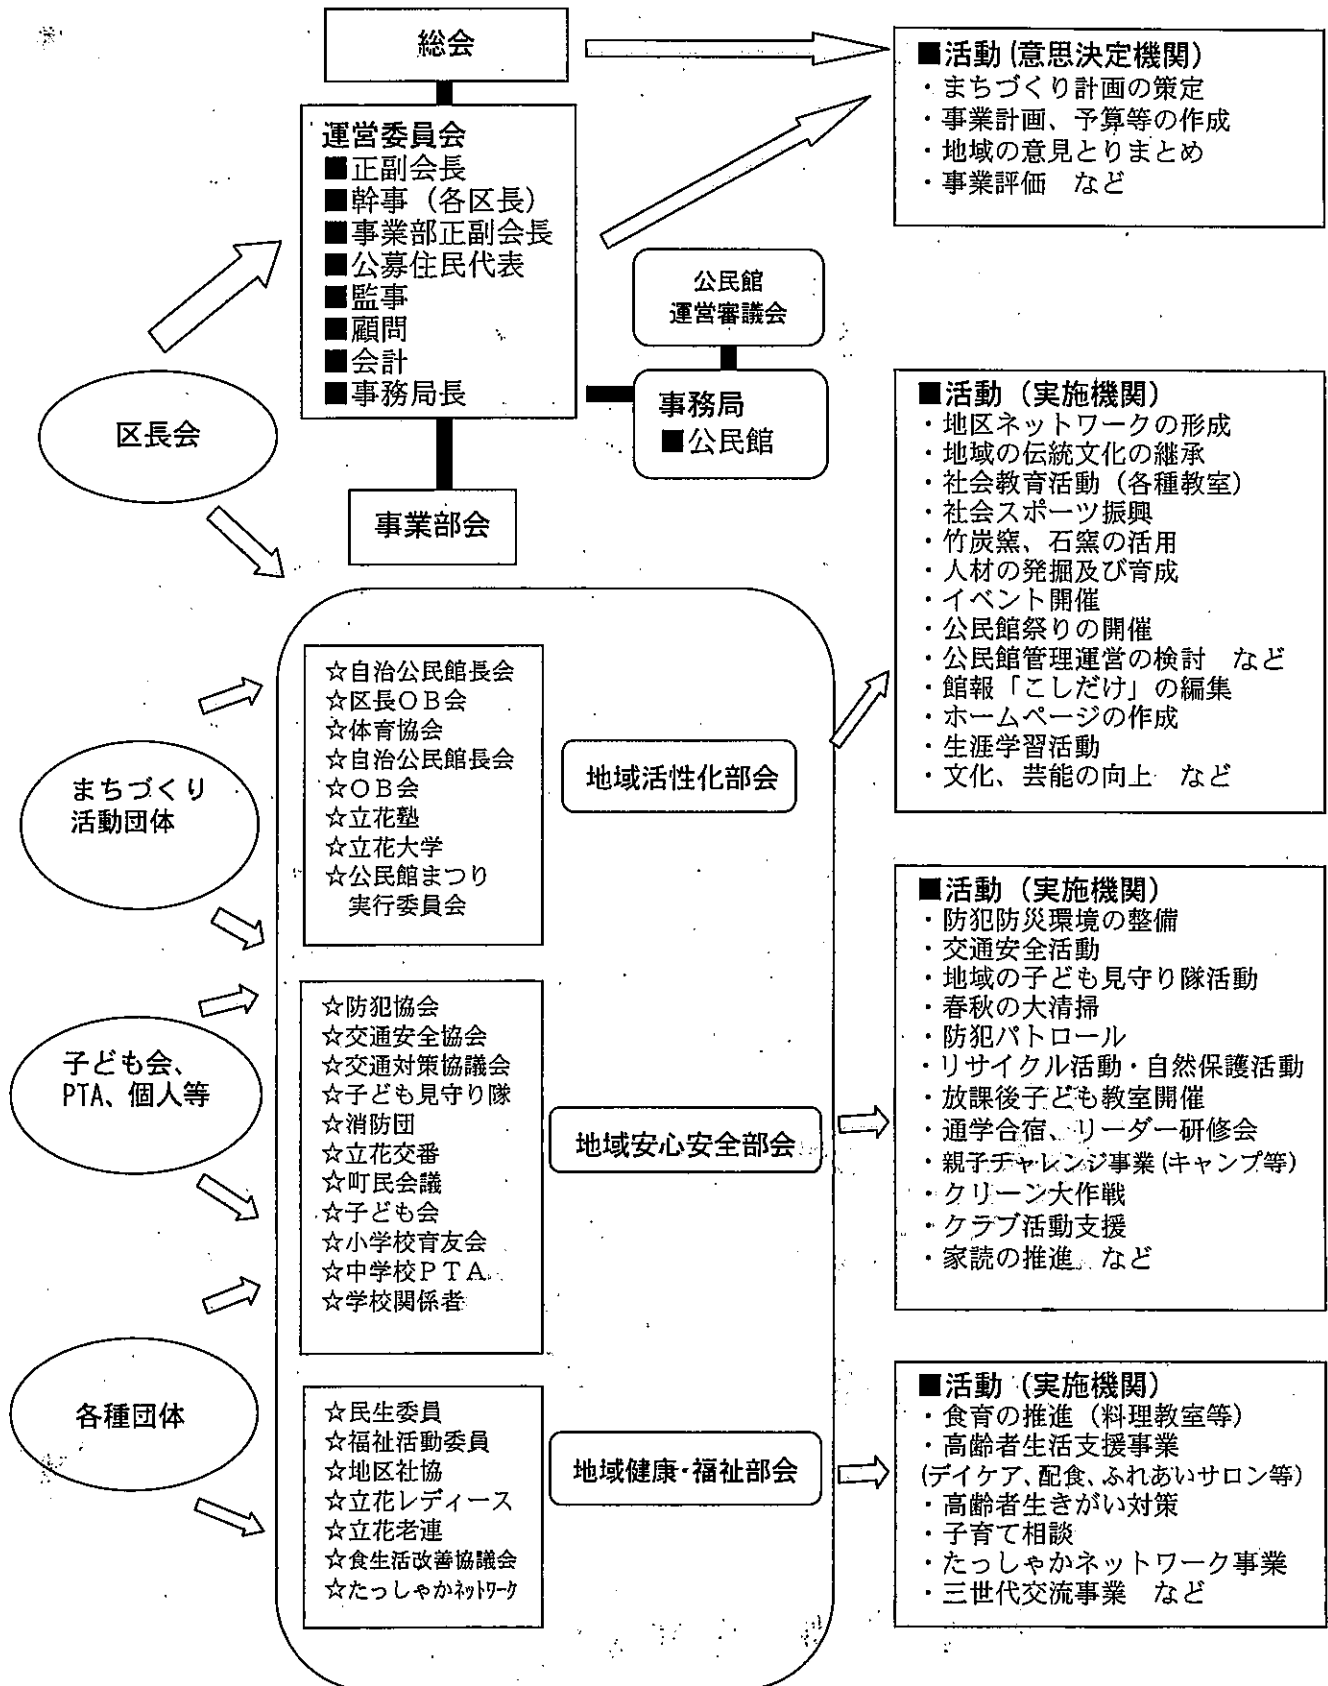 総会
運営委員会
■正副会長
■幹事（各区長）
■事業部正副会長
■公募住民代表
■監事
■顧問
■会計
■事務局長
公民館
運営審議会
事務局
■公民館
事業部会
区長会
まちづくり
活動団体
子ども会、
PTA、個人等
各種団体
☆自治公民館長会
☆区長ＯＢ会
☆体育協会
☆自治公民館長会
☆ＯＢ会
☆立花塾
☆立花大学
☆公民館まつり
実行委員会
地域活性化部会
☆防犯協会
☆交通安全協会
☆交通対策協議会
☆子ども見守り隊
☆消防団
☆立花交番
☆町民会議
☆子ども会
☆小学校育友会
☆中学校ＰＴＡ
☆学校関係者
地域安心安全部会
☆民生委員
☆福祉活動委員
☆地区社協
☆立花レディース
☆立花老連
☆食生活改善協議会
☆たっしゃかネットワーク
地域健康・福祉部会
■活動（意思決定機関）
・まちづくり計画の策定
・事業計画、予算等の作成
・地域の意見とりまとめ
・事業評価　など
■活動（実施機関）
・地区ネットワークの形成
・地域の伝統文化の継承
・社会教育活動（各種教室）
・社会スポーツ振興
・竹炭窯、石窯の活用
・人材の発掘及び育成
・イベント開催
・公民館祭りの開催
・公民館管理運営の検討　など
・館報「こしだけ」の編集
・ホームページの作成
・生涯学習活動
・文化、芸能の向上　など
■活動（実施機関）
・防犯防災環境の整備
・交通安全活動
・地域の子ども見守り隊活動
・春秋の大清掃
・防犯パトロール
・リサイクル活動・自然保護活動
・放課後子ども教室開催
・通学合宿、リーダー研修会
・親子チャレンジ事業（キャンプ等）
・クリーン大作戦
・クラブ活動支援
・家読の推進　など
■活動（実施機関）
・食育の推進（料理教室等）
・高齢者生活支援事業
（デイケア、配食、ふれあいサロン等）
・高齢者生きがい対策
・子育て相談
・たっしゃかネットワーク事業
・三世代交流事業　など